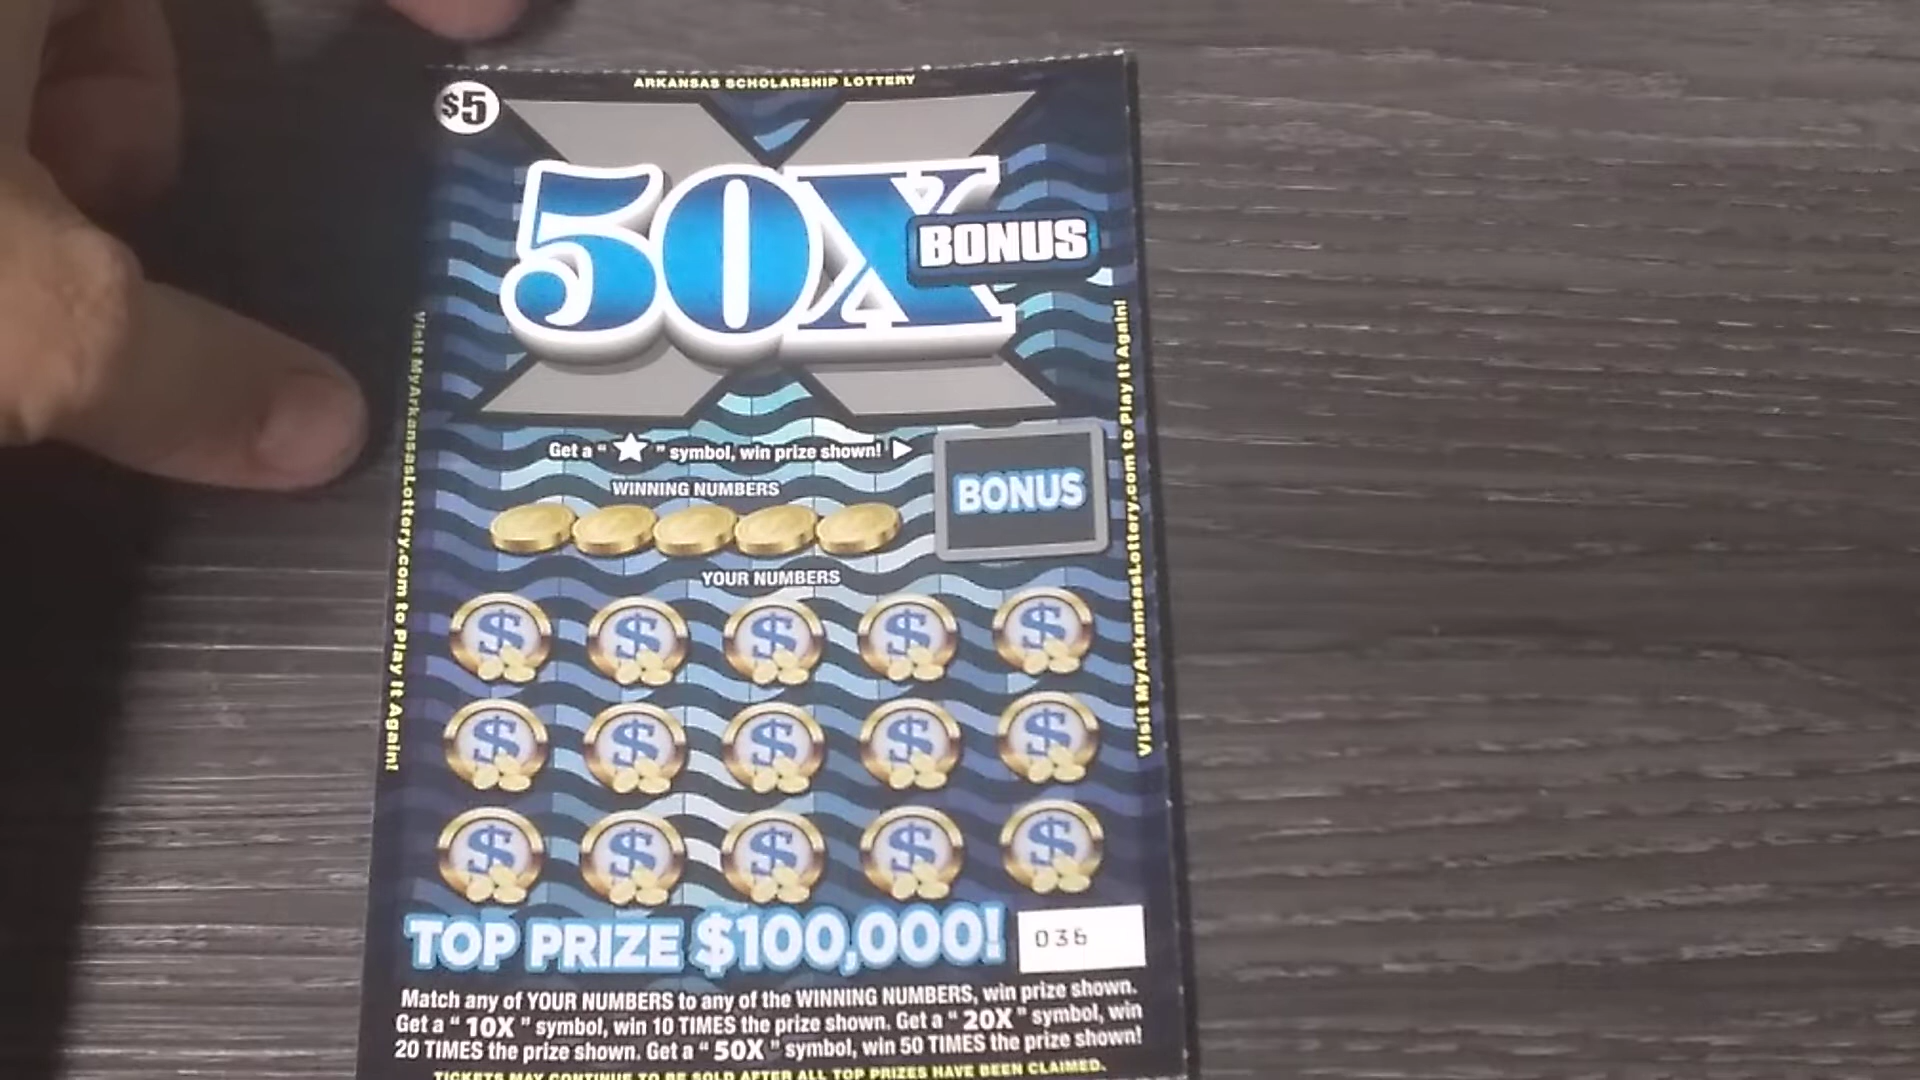 ARKANSAS SCHOLARSHIP LOTTERY
$5
50X
BONUS
Get a " ★ " symbol, win prize shown! ▶
BONUS
WINNING NUMBERS
YOUR NUMBERS
Visit MyArkansasLottery.com to Play It Again!
Visit MyArkansasLottery.com to Play It Again!
TOP PRIZE $100,000!
036
Match any of YOUR NUMBERS to any of the WINNING NUMBERS, win prize shown.
Get a " 10X " symbol, win 10 TIMES the prize shown. Get a " 20X " symbol, win
20 TIMES the prize shown. Get a " 50X " symbol, win 50 TIMES the prize shown!
TICKETS MAY CONTINUE TO BE SOLD AFTER ALL TOP PRIZES HAVE BEEN CLAIMED.